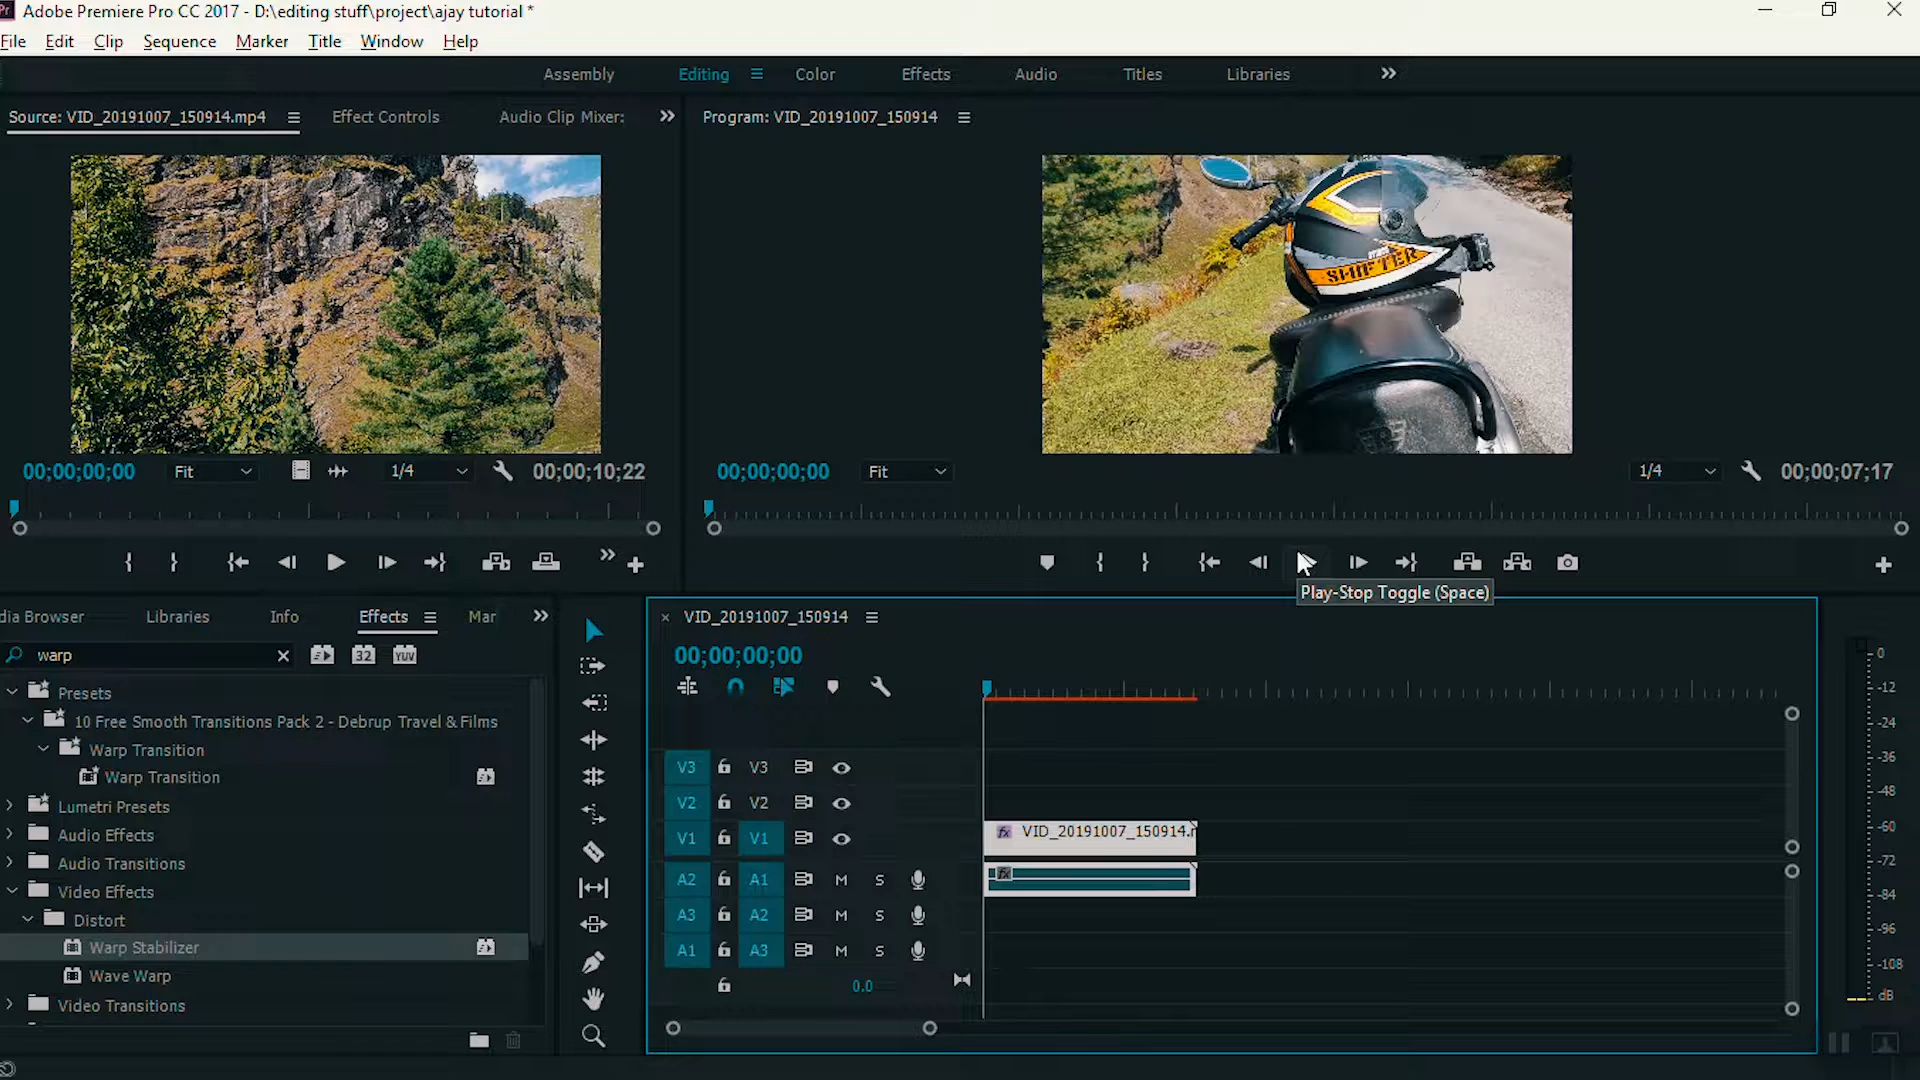 Adobe Premiere Pro CC 2017 - D:\editing stuff\project\ajay tutorial *
File Edit Clip Sequence Marker Title Window Help
Assembly Editing Color Effects Audio Titles Libraries
Source: VID_20191007_150914.mp4 Effect Controls Audio Clip Mixer: Program: VID_20191007_150914
SHIFTER
00;00;00;00 Fit 1/4 00;00;10;22 00;00;00;00 Fit 1/4 00;00;07;17
Play-Stop Toggle (Space)
dia Browser Libraries Info Effects Mar
VID_20191007_150914
warp 32 YUV
00;00;00;00
Presets
10 Free Smooth Transitions Pack 2 - Debrup Travel & Films
Warp Transition
Warp Transition
Lumetri Presets
Audio Effects
Audio Transitions
Video Effects
Distort
Warp Stabilizer
Wave Warp
Video Transitions
V3 V3
V2 V2
V1 V1 fx VID_20191007_150914.m
A2 A1 M S fx
A3 A2 M S
A1 A3 M S
0.0
0
-12
-24
-36
-48
-60
-72
-84
-96
-108
dB